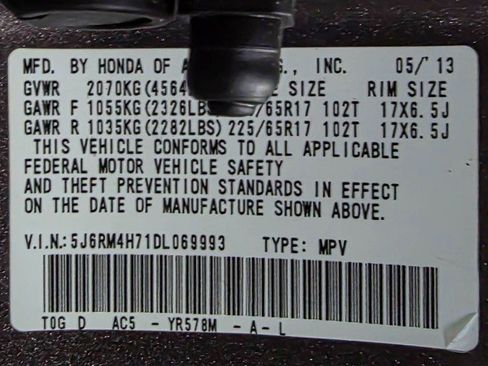 MFD. BY HONDA OF A G., INC. 05/'13
GVWR 2070KG(4564 E SIZE RIM SIZE
GAWR F 1055KG(2326LBS) /65R17 102T 17X6.5J
GAWR R 1035KG(2282LBS) 225/65R17 102T 17X6.5J
THIS VEHICLE CONFORMS TO ALL APPLICABLE
FEDERAL MOTOR VEHICLE SAFETY
AND THEFT PREVENTION STANDARDS IN EFFECT
ON THE DATE OF MANUFACTURE SHOWN ABOVE.
V.I.N.:5J6RM4H71DL069993 TYPE: MPV
TOG D AC5 - YR578M - A - L